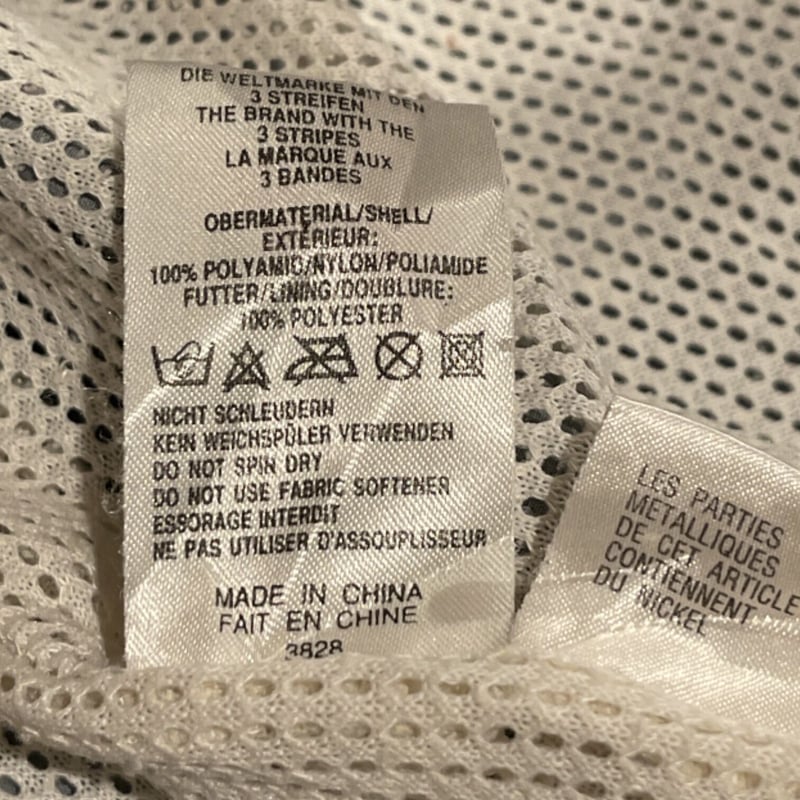 DIE WELTMARKE MIT DEN
3 STREIFEN
THE BRAND WITH THE
3 STRIPES
LA MARQUE AUX
3 BANDES
OBERMATERIAL/SHELL/
EXTÉRIEUR:
100% POLYAMID/NYLON/POLIAMIDE
FUTTER/LINING/DOUBLURE:
100% POLYESTER
NICHT SCHLEUDERN
KEIN WEICHSPÜLER VERWENDEN
DO NOT SPIN DRY
DO NOT USE FABRIC SOFTENER
ESSORAGE INTERDIT
NE PAS UTILISER D'ASSOUPLISSEUR
MADE IN CHINA
FAIT EN CHINE
3828
LES PARTIES
METALLIQUES
DE CET ARTICLE
CONTIENNENT
DU NICKEL